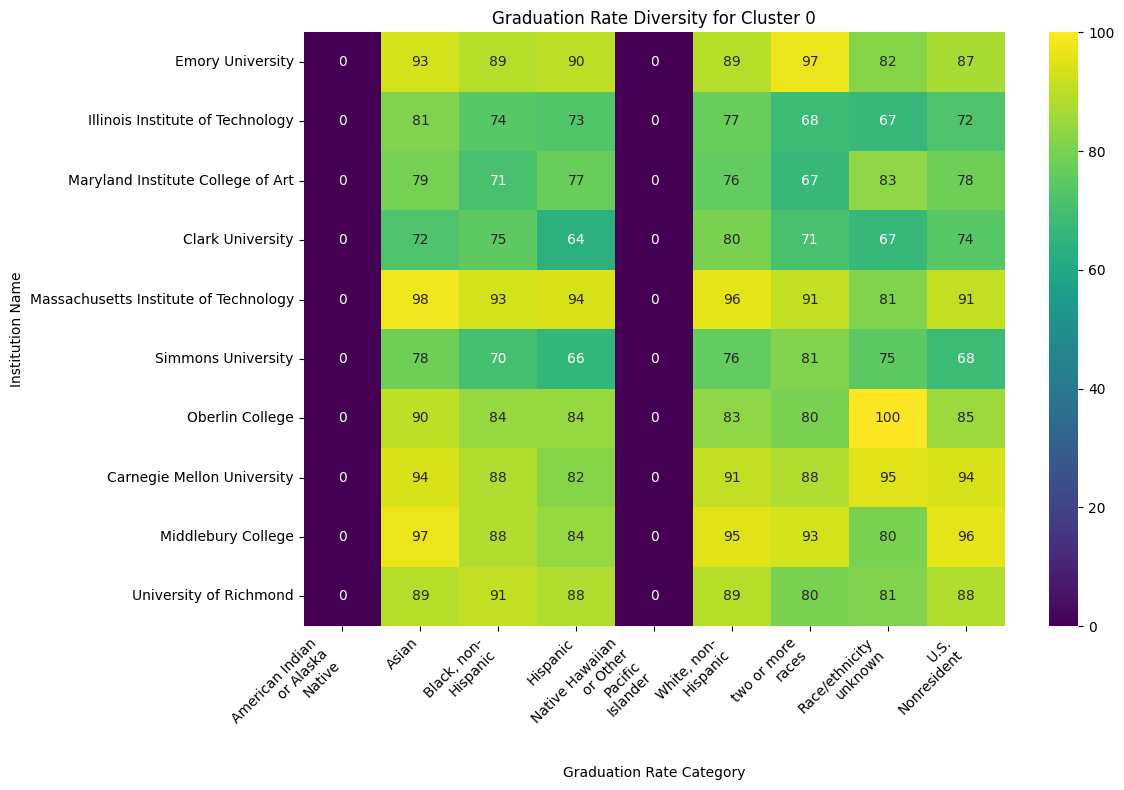 Graduation Rate Diversity for Cluster 0
Institution Name
Emory University 0 93 89 90 0 89 97 82 87
Illinois Institute of Technology 0 81 74 73 0 77 68 67 72
Maryland Institute College of Art 0 79 71 77 0 76 67 83 78
Clark University 0 72 75 64 0 80 71 67 74
Massachusetts Institute of Technology 0 98 93 94 0 96 91 81 91
Simmons University 0 78 70 66 0 76 81 75 68
Oberlin College 0 90 84 84 0 83 80 100 85
Carnegie Mellon University 0 94 88 82 0 91 88 95 94
Middlebury College 0 97 88 84 0 95 93 80 96
University of Richmond 0 89 91 88 0 89 80 81 88
American Indian
or Alaska
Native
Asian
Black, non-
Hispanic
Hispanic
Native Hawaiian
or Other
Pacific
Islander
White, non-
Hispanic
two or more
races
Race/ethnicity
unknown
U.S.
Nonresident
Graduation Rate Category
100
80
60
40
20
0